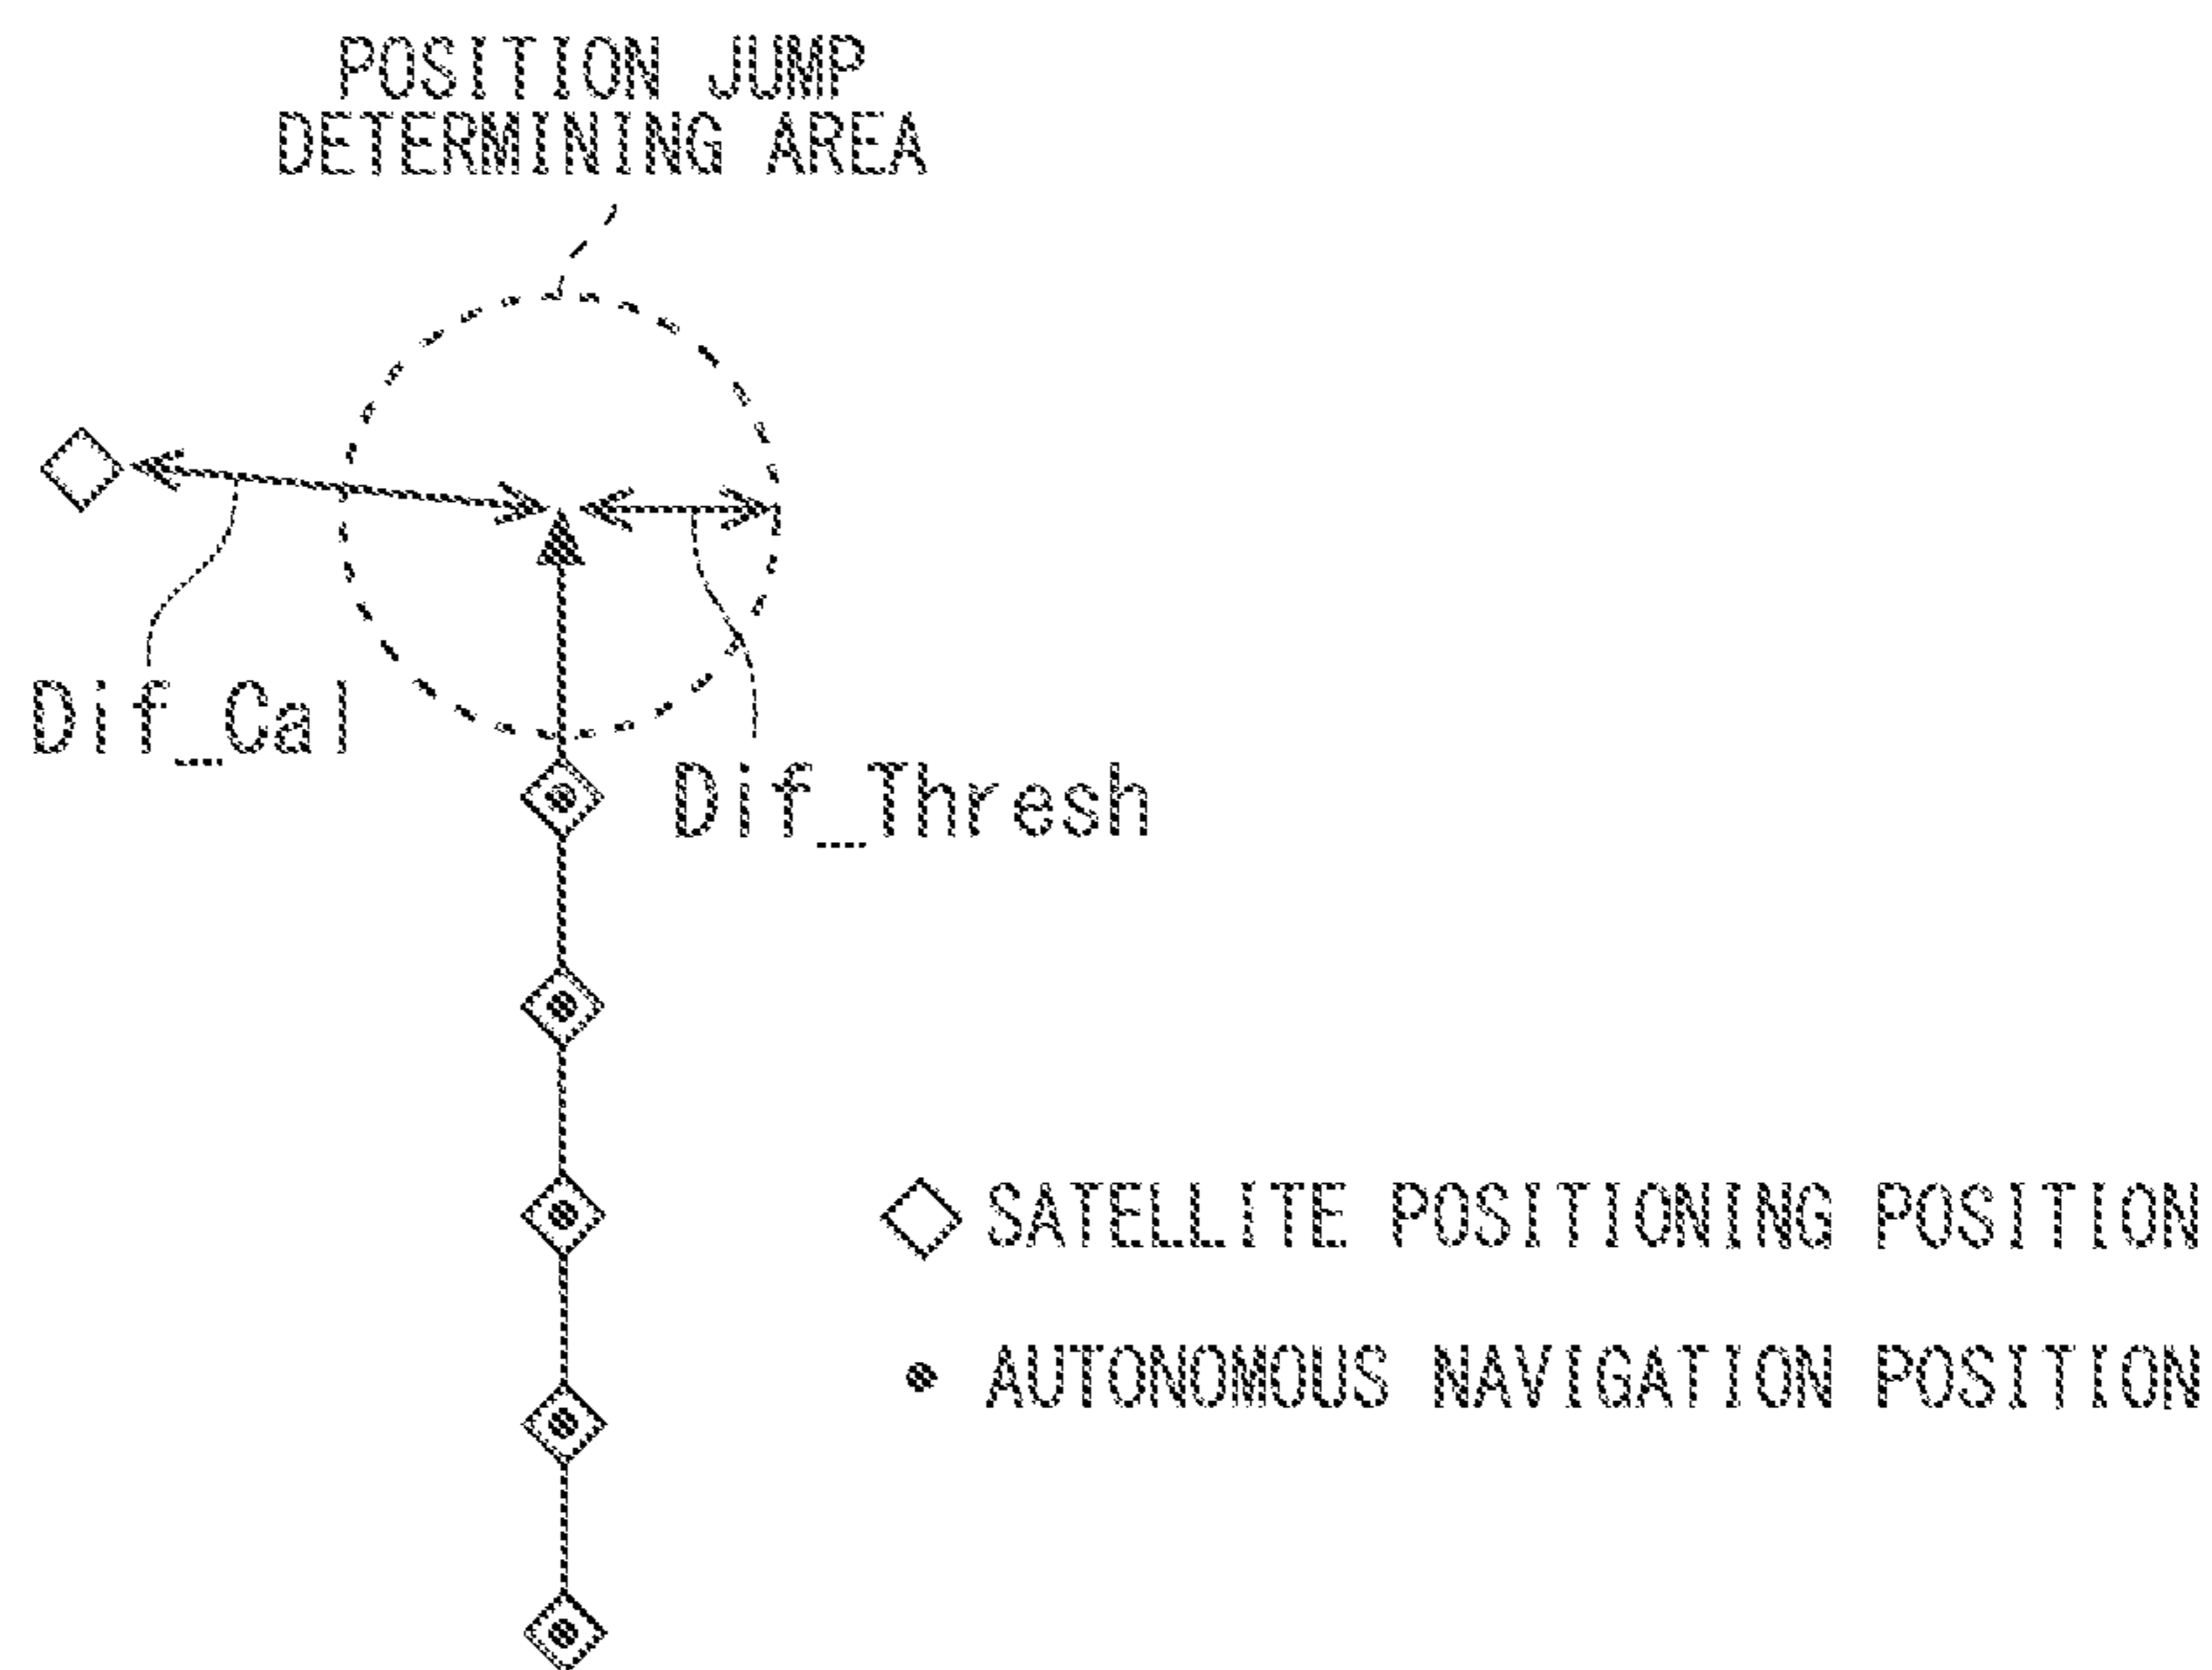 POSITION JUMP
DETERMINING AREA
Dif_Cal
Dif_Thresh
SATELLITE POSITIONING POSITION
AUTONOMOUS NAVIGATION POSITION